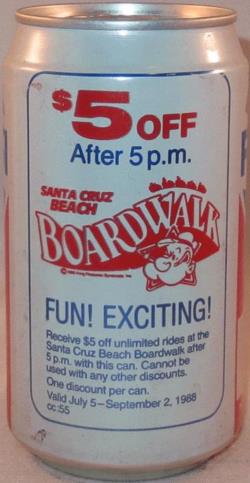 $5 OFF
After 5 p.m.
SANTA CRUZ
BEACH
BOARDWALK
FUN! EXCITING!
Receive $5 off unlimited rides at the
Santa Cruz Beach Boardwalk after
5 p.m. with this can. Cannot be
used with any other discounts.
One discount per can.
Valid July 5–September 2, 1988
cc:55